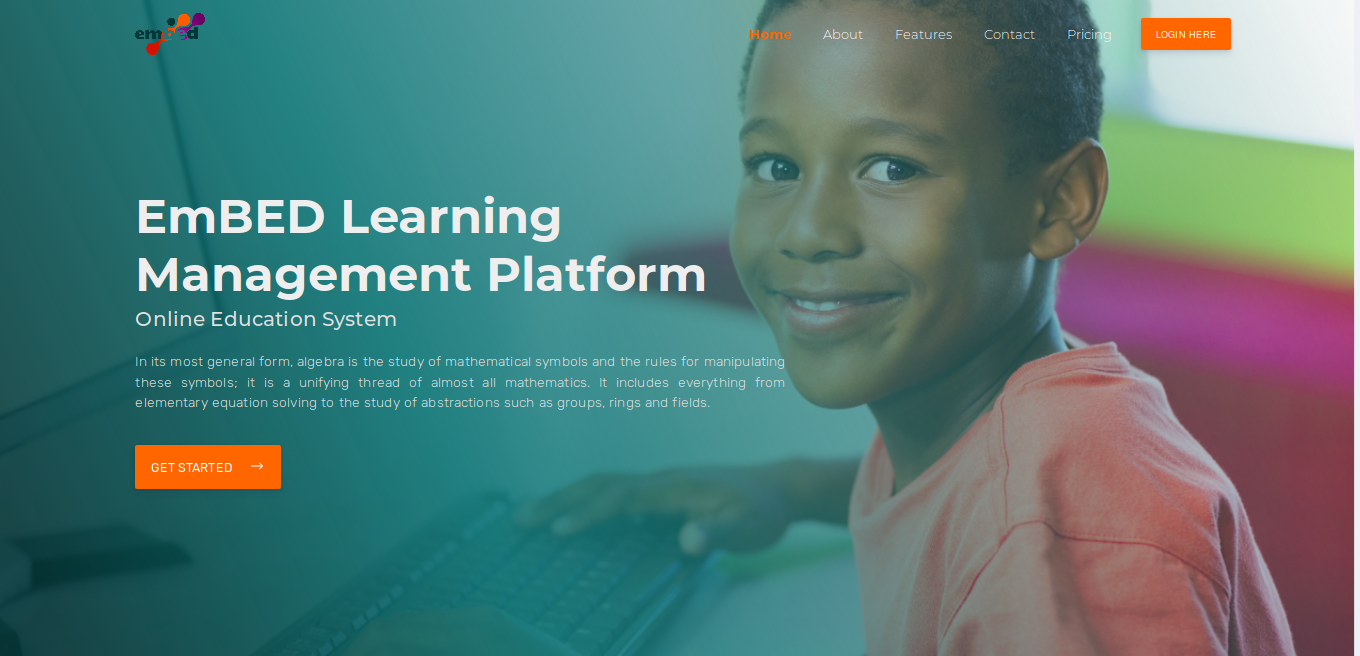 emBed
Home About Features Contact Pricing LOGIN HERE
EmBED Learning
Management Platform
Online Education System
In its most general form, algebra is the study of mathematical symbols and the rules for manipulating
these symbols; it is a unifying thread of almost all mathematics. It includes everything from
elementary equation solving to the study of abstractions such as groups, rings and fields.
GET STARTED →